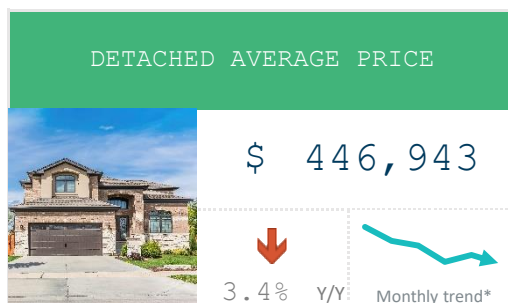 DETACHED AVERAGE PRICE
$ 446,943
3.4% Y/Y
Monthly trend*